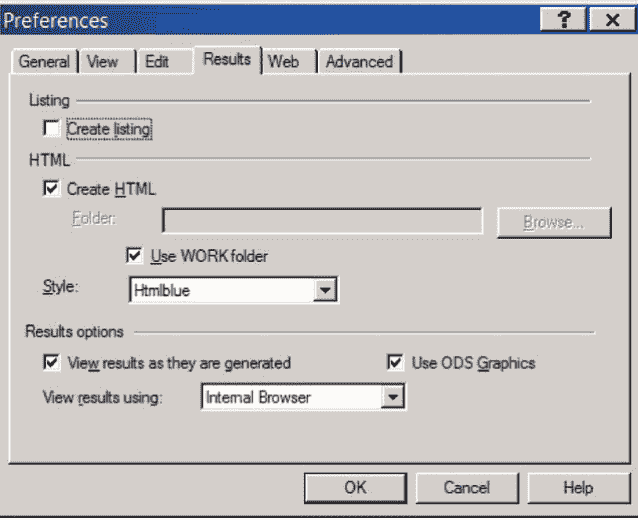 Preferences ? X
General View Edit Results Web Advanced
Listing
Create listing
HTML
Create HTML
Folder: Browse...
Use WORK folder
Style: Htmlblue
Results options
View results as they are generated Use ODS Graphics
View results using: Internal Browser
OK Cancel Help